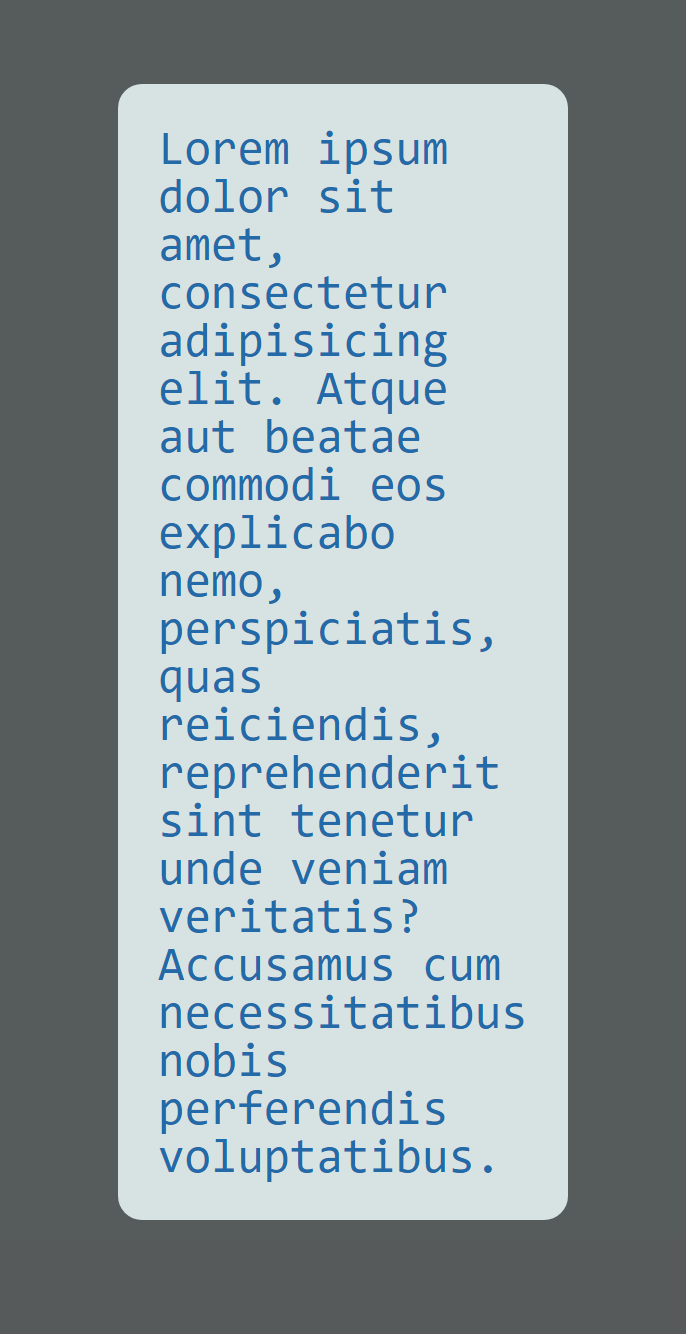 Lorem ipsum
dolor sit
amet,
consectetur
adipisicing
elit. Atque
aut beatae
commodi eos
explicabo
nemo,
perspiciatis,
quas
reiciendis,
reprehenderit
sint tenetur
unde veniam
veritatis?
Accusamus cum
necessitatibus
nobis
perferendis
voluptatibus.